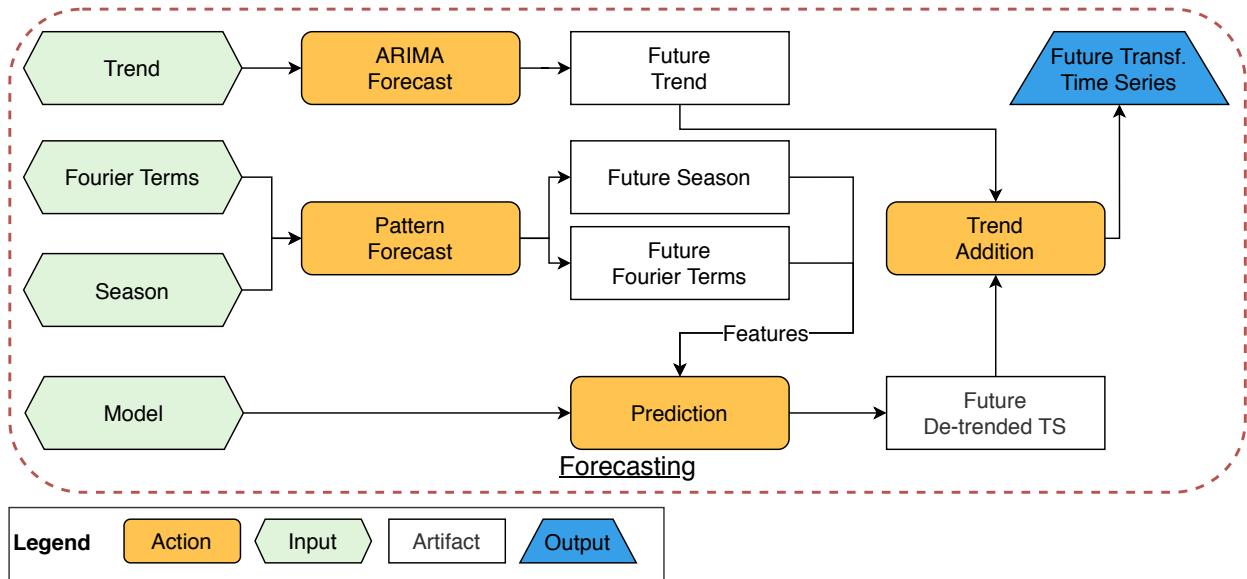 Trend
ARIMA
Forecast
Future
Trend
Future Transf.
Time Series
Fourier Terms
Pattern
Forecast
Future Season
Trend
Addition
Season
Future
Fourier Terms
Features
Model
Prediction
Future
De-trended TS
Forecasting
Legend
Action
Input
Artifact
Output